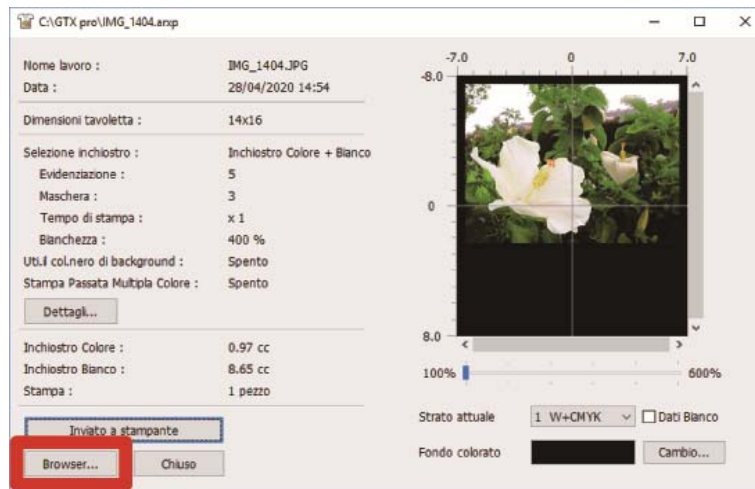 C:\GTX pro\IMG_1404.arxp
Nome lavoro : IMG_1404.JPG
Data : 28/04/2020 14:54
Dimensioni tavoletta : 14x16
Selezione inchiostro : Inchiostro Colore + Bianco
Evidenziazione : 5
Maschera : 3
Tempo di stampa : x 1
Bianchezza : 400 %
Uti.il col.nero di background : Spento
Stampa Passata Multipla Colore : Spento
Dettagli...
Inchiostro Colore : 0.97 cc
Inchiostro Bianco : 8.65 cc
Stampa : 1 pezzo
Inviato a stampante
Browser... Chiuso
-7.0 0 7.0
-8.0
0
8.0
100% 600%
Strato attuale 1 W+CMYK Dati Bianco
Fondo colorato Cambio...